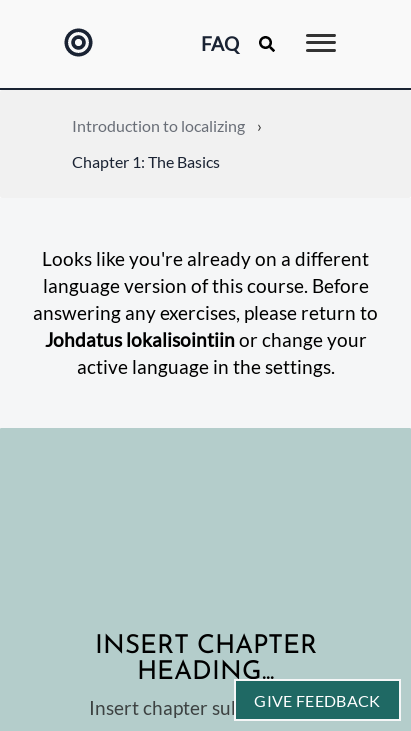 FAQ
Introduction to localizing ›
Chapter 1: The Basics
Looks like you're already on a different
language version of this course. Before
answering any exercises, please return to
Johdatus lokalisointiin or change your
active language in the settings.
INSERT CHAPTER
HEADING...
Insert chapter
GIVE FEEDBACK